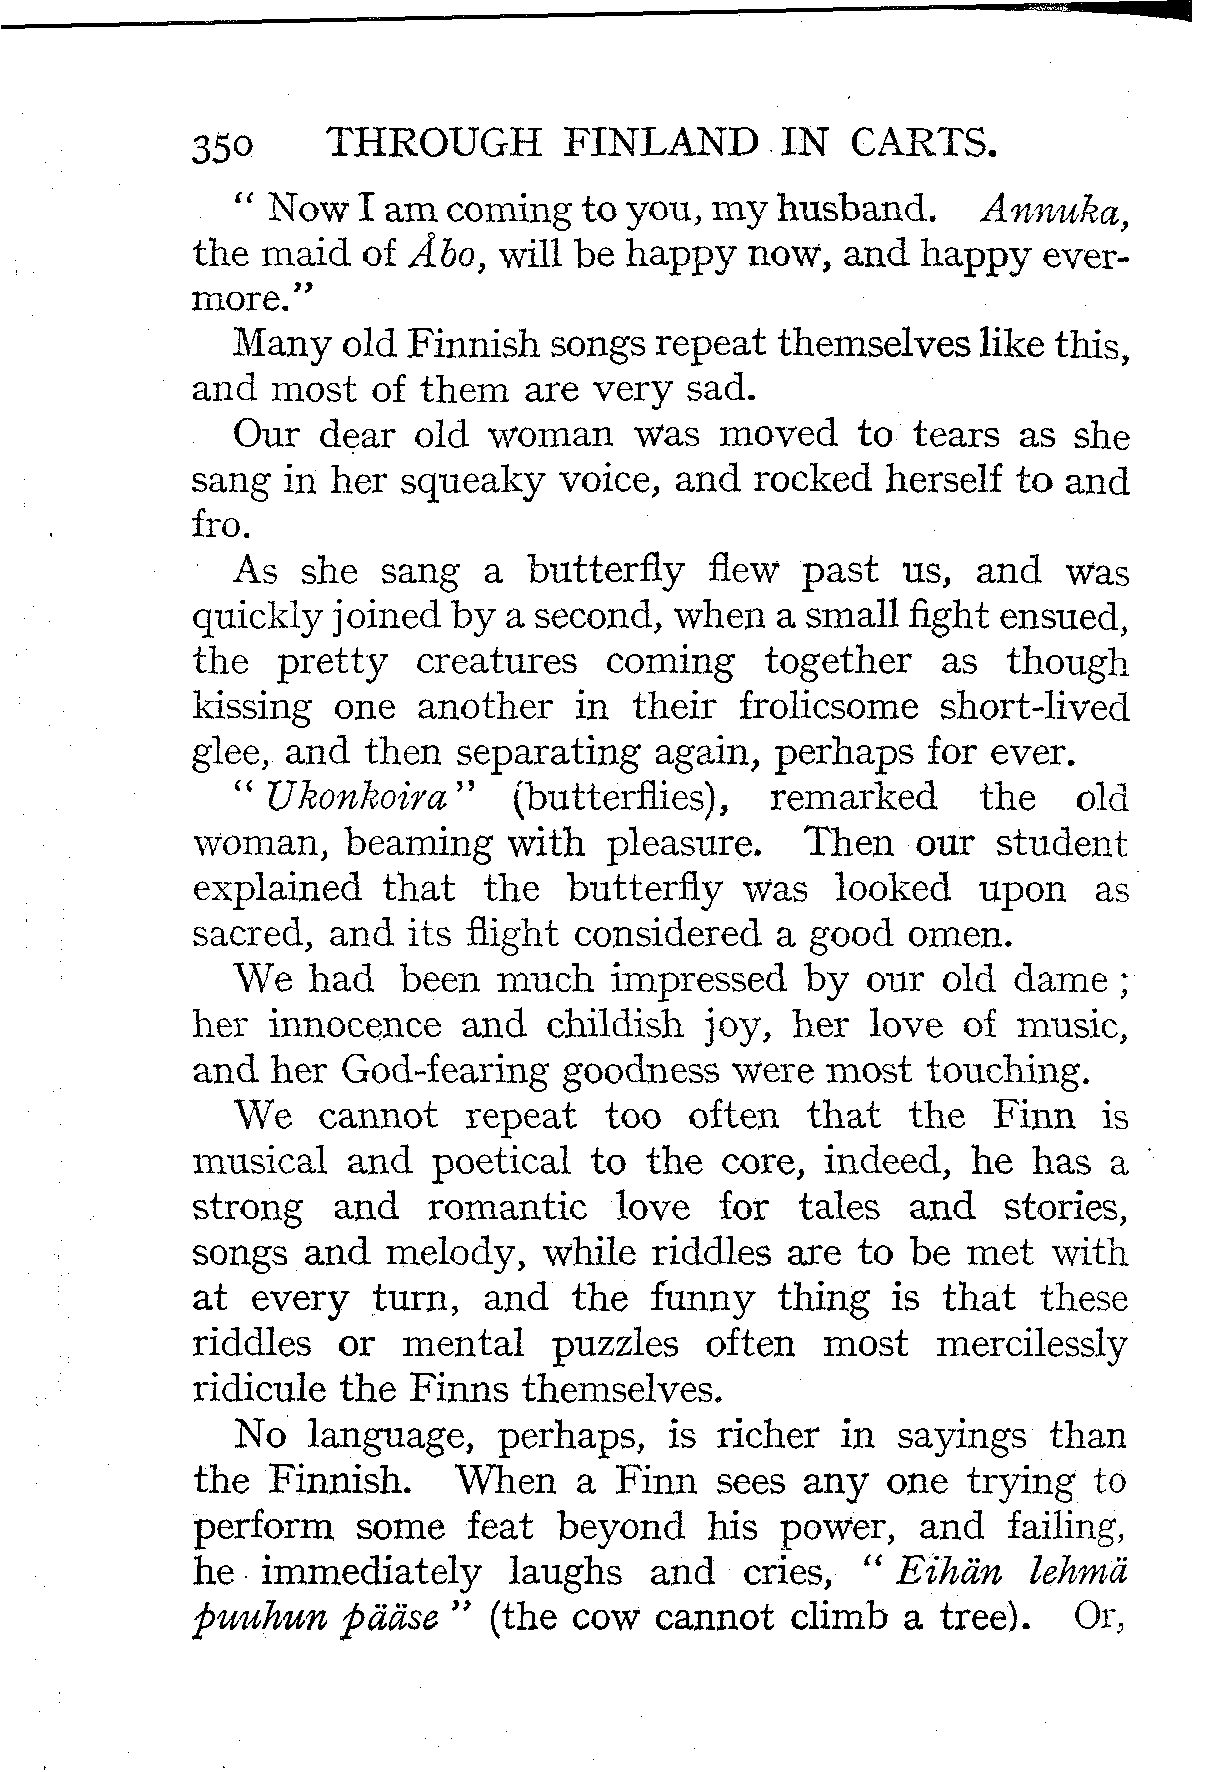 350 THROUGH FINLAND IN CARTS.
“ Now I am coming to you, my husband. Annuka,
the maid of Åbo, will be happy now, and happy ever-
more.”
Many old Finnish songs repeat themselves like this,
and most of them are very sad.
Our dear old woman was moved to tears as she
sang in her squeaky voice, and rocked herself to and
fro.
As she sang a butterfly flew past us, and was
quickly joined by a second, when a small fight ensued,
the pretty creatures coming together as though
kissing one another in their frolicsome short-lived
glee, and then separating again, perhaps for ever.
“ Ukonkoira ” (butterflies), remarked the old
woman, beaming with pleasure. Then our student
explained that the butterfly was looked upon as
sacred, and its flight considered a good omen.
We had been much impressed by our old dame ;
her innocence and childish joy, her love of music,
and her God-fearing goodness were most touching.
We cannot repeat too often that the Finn is
musical and poetical to the core, indeed, he has a
strong and romantic love for tales and stories,
songs and melody, while riddles are to be met with
at every turn, and the funny thing is that these
riddles or mental puzzles often most mercilessly
ridicule the Finns themselves.
No language, perhaps, is richer in sayings than
the Finnish. When a Finn sees any one trying to
perform some feat beyond his power, and failing,
he immediately laughs and cries, “ Eihän lehmä
puuhun pääse ” (the cow cannot climb a tree). Or,